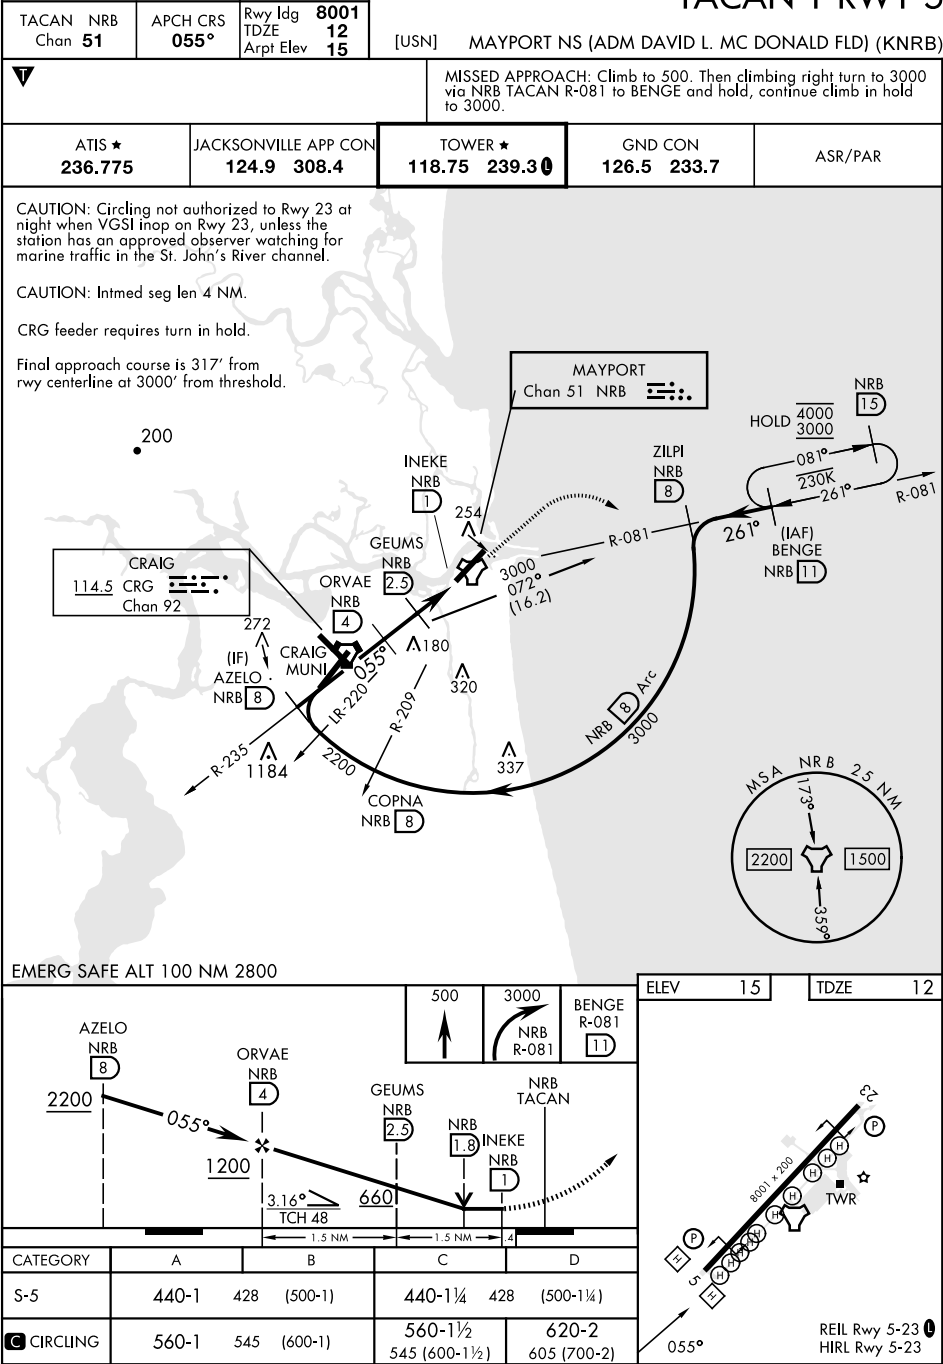 TACAN Y RWY 5
TACAN NRB
Chan 51
APCH CRS
055°
Rwy ldg 8001
TDZE 12
Arpt Elev 15
[USN]
MAYPORT NS (ADM DAVID L. MC DONALD FLD) (KNRB)
T
MISSED APPROACH: Climb to 500. Then climbing right turn to 3000
via NRB TACAN R-081 to BENGE and hold, continue climb in hold
to 3000.
ATIS ★
236.775
JACKSONVILLE APP CON
124.9 308.4
TOWER ★
118.75 239.3 L
GND CON
126.5 233.7
ASR/PAR
CAUTION: Circling not authorized to Rwy 23 at
night when VGSI inop on Rwy 23, unless the
station has an approved observer watching for
marine traffic in the St. John's River channel.
CAUTION: Intmed seg len 4 NM.
CRG feeder requires turn in hold.
Final approach course is 317' from
rwy centerline at 3000' from threshold.
MAYPORT
Chan 51 NRB
NRB
15
HOLD 4000
3000
081°
230K
261°
R-081
200
INEKE
NRB
1
ZILPI
NRB
8
254
R-081
261°
(IAF)
BENGE
NRB 11
GEUMS
NRB
2.5
3000
072°
(16.2)
CRAIG
114.5 CRG
Chan 92
ORVAE
NRB
4
272
(IF)
AZELO
NRB 8
CRAIG
MUNI
055°
180
320
LR-220
R-209
R-235
1184
2200
337
NRB 8 Arc
3000
COPNA
NRB 8
MSA NRB 25 NM
173°
2200
1500
359°
EMERG SAFE ALT 100 NM 2800
500
3000
NRB
R-081
BENGE
R-081
11
ELEV 15
TDZE 12
AZELO
NRB
8
2200
055°
ORVAE
NRB
4
1200
GEUMS
NRB
2.5
660
NRB
1.8
INEKE
NRB
1
NRB
TACAN
3.16°
TCH 48
1.5 NM
1.5 NM
.4
23
P
H
H
H
8001 x 200
H
TWR
H
P
H
H
H
H
H
H
H
5
H
055°
REIL Rwy 5-23 L
HIRL Rwy 5-23
CATEGORY A B C D
S-5 440-1 428 (500-1) 440-1¼ 428 (500-1¼)
C CIRCLING 560-1 545 (600-1) 560-1½ 545 (600-1½) 620-2 605 (700-2)